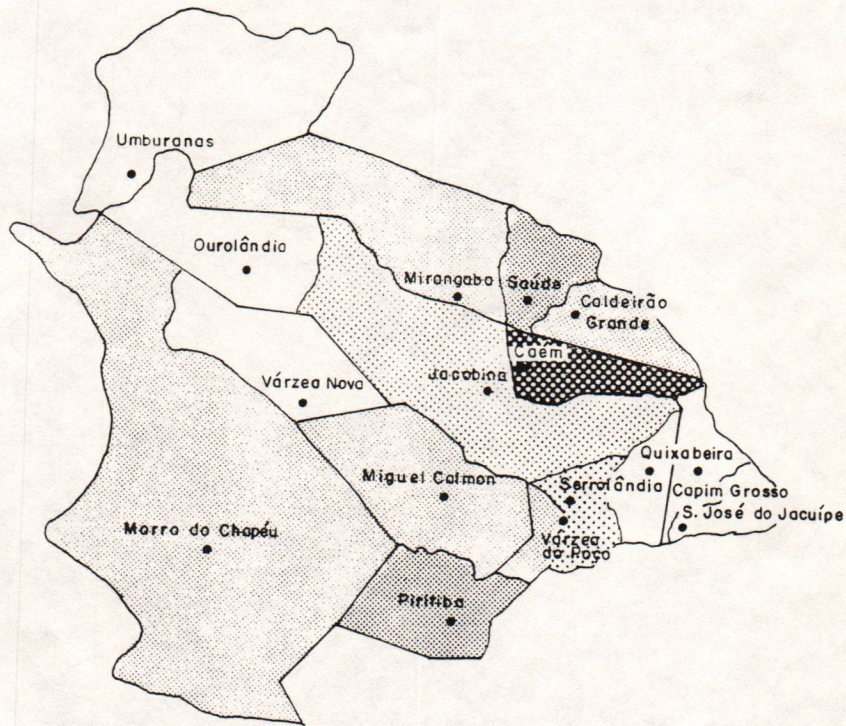 Umburanas
Ourolândia
Mirangaba
Saúde
Caldeirão
Grande
Caém
Várzea Nova
Jacobina
Miguel Calmon
Serrolândia
Quixabeira
Capim Grosso
S. José do Jacuípe
Várzea
do Poço
Morro do Chapéu
Piritiba